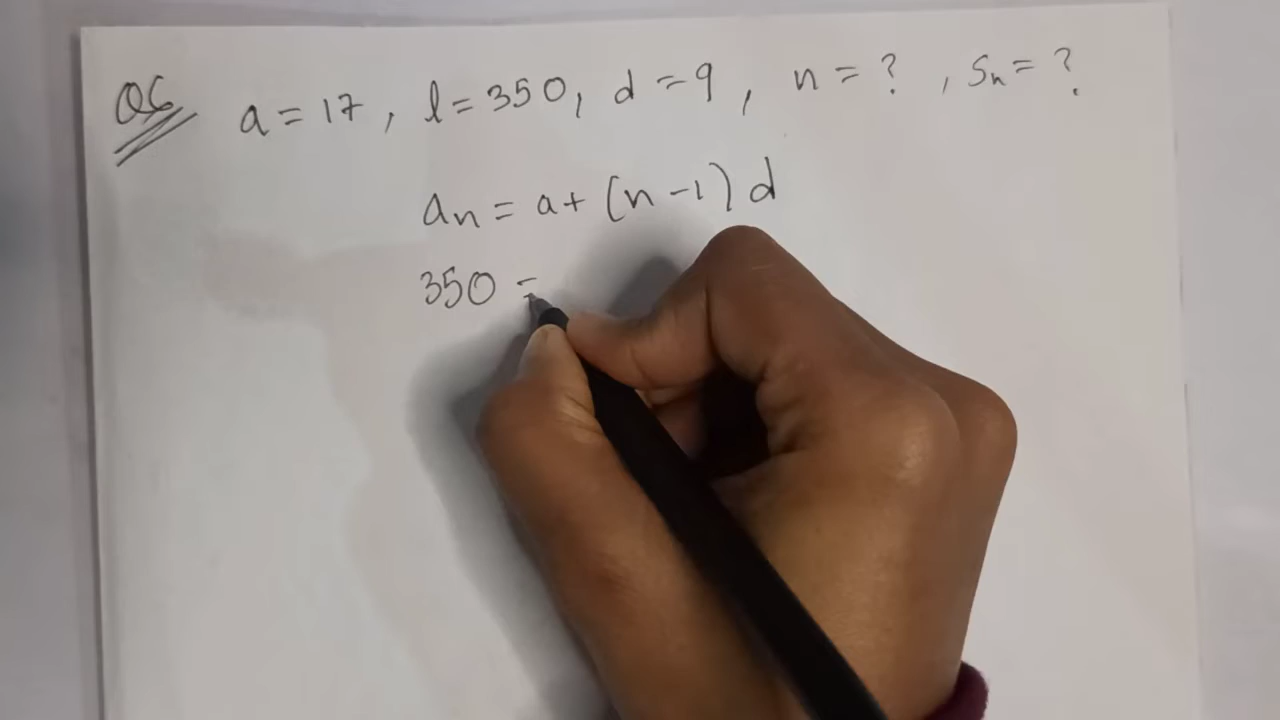 Q6 a = 17, l = 350, d = 9, n = ?, Sn = ?
an = a + (n - 1) d
350 =